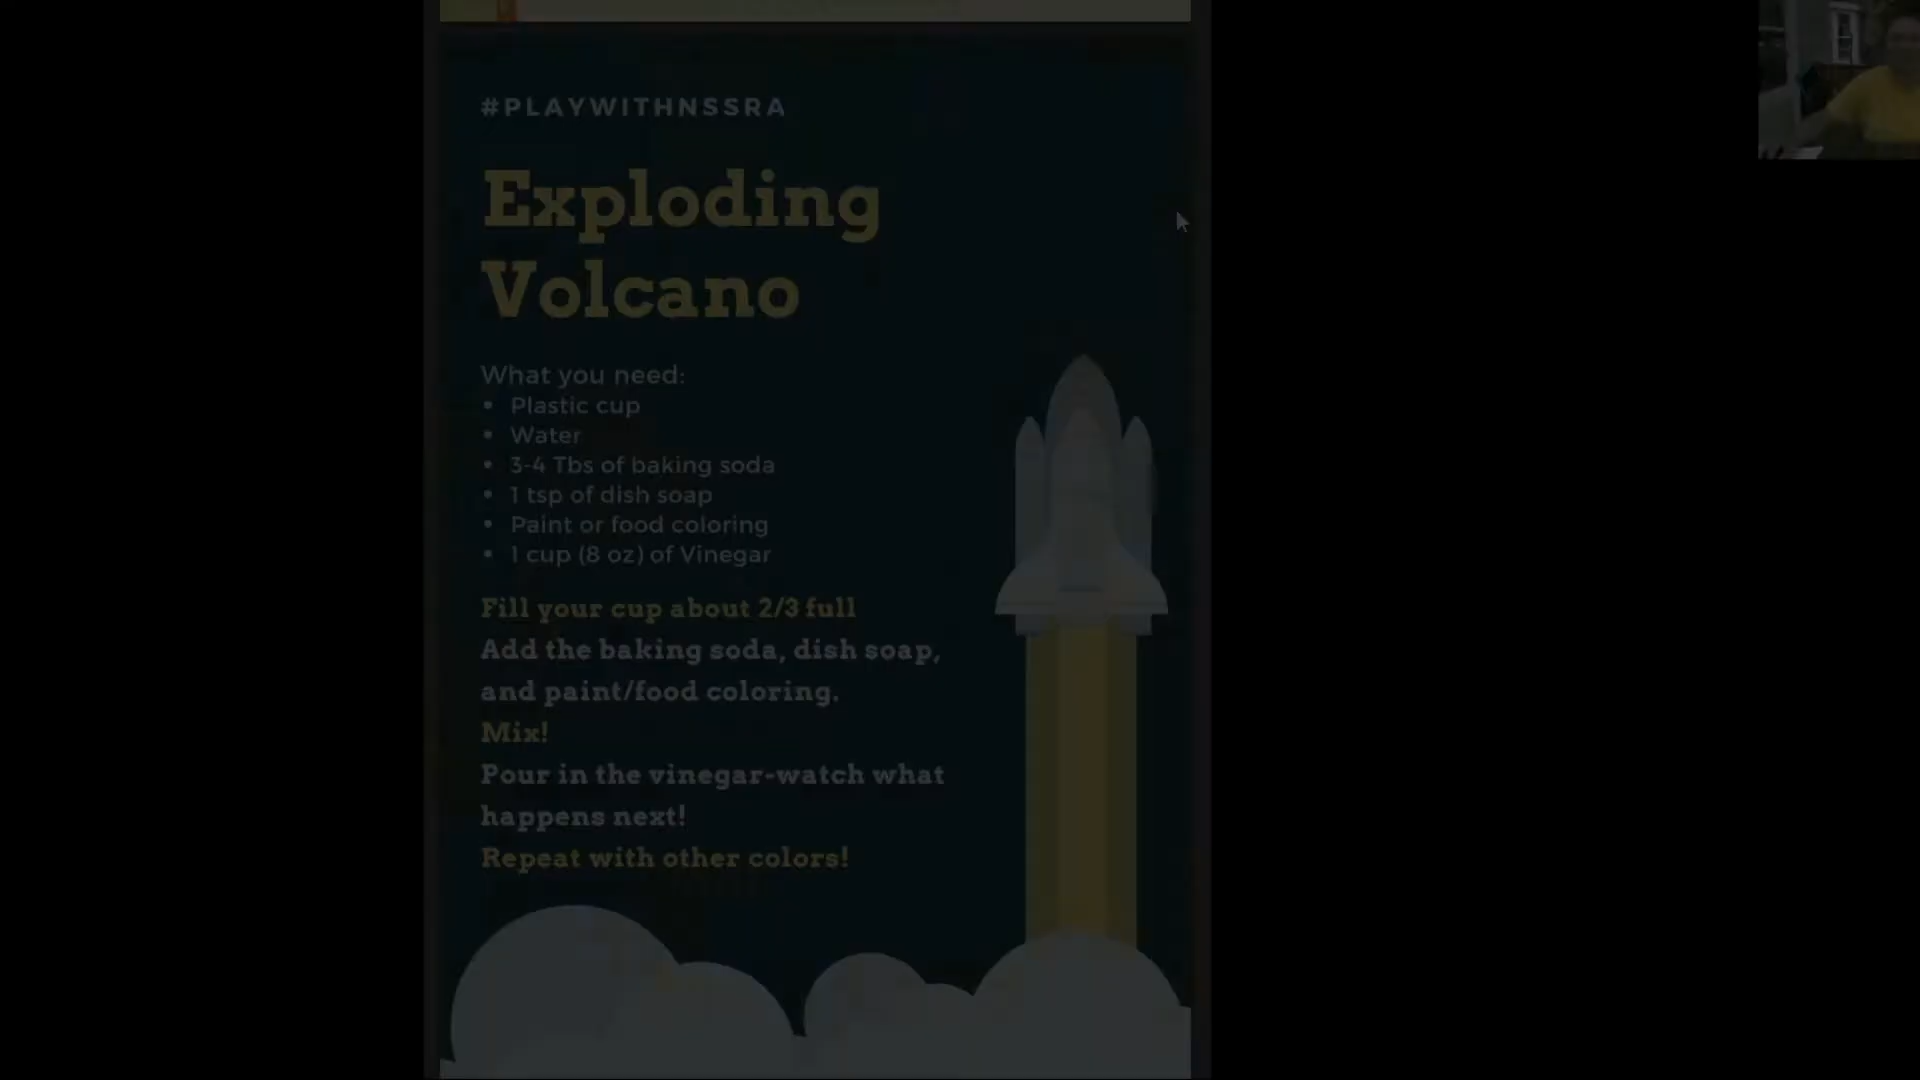 #PLAYWITHNSSRA
Exploding
Volcano
What you need:
• Plastic cup
• Water
• 3-4 Tbs of baking soda
• 1 tsp of dish soap
• Paint or food coloring
• 1 cup (8 oz) of Vinegar
Fill your cup about 2/3 full
Add the baking soda, dish soap,
and paint/food coloring.
Mix!
Pour in the vinegar-watch what
happens next!
Repeat with other colors!